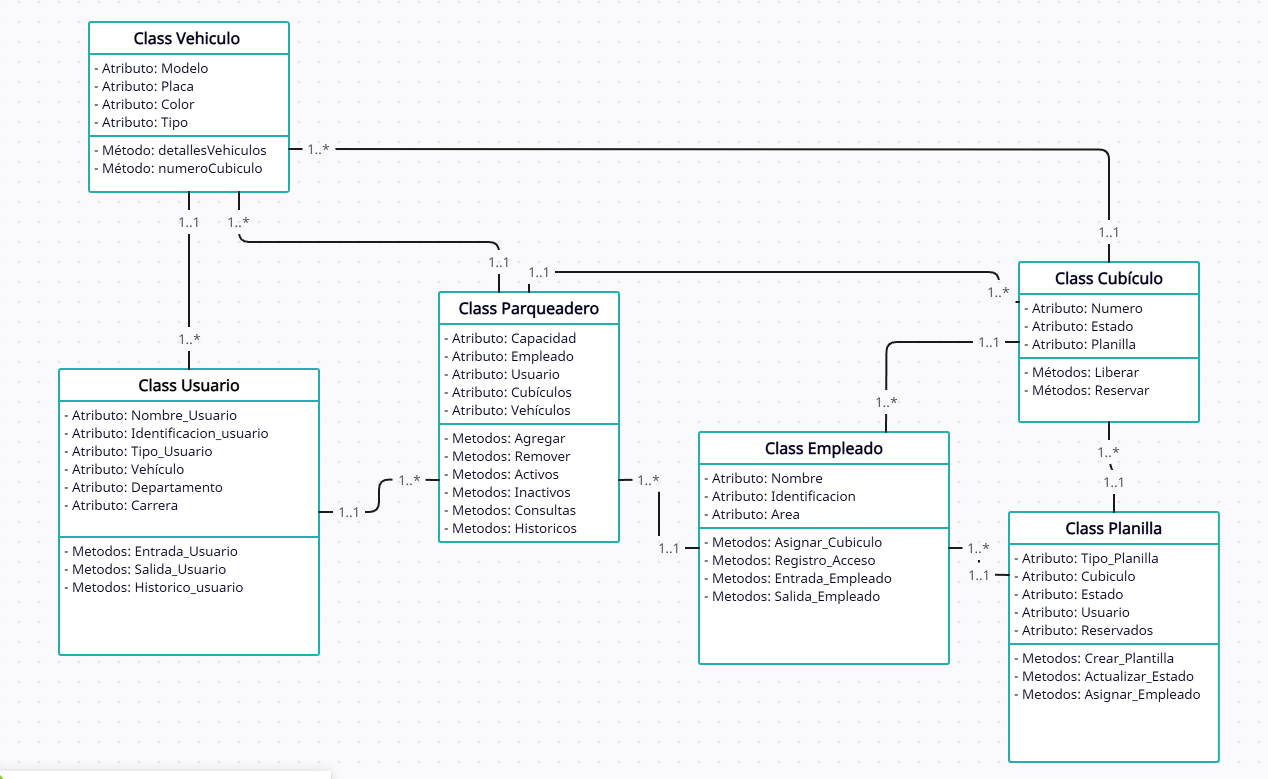 Class Vehiculo
- Atributo: Modelo
- Atributo: Placa
- Atributo: Color
- Atributo: Tipo
- Método: detallesVehiculos
- Método: numeroCubiculo
1..*
1..1
1..*
1..1
1..1
1..1
1..*
Class Cubículo
- Atributo: Numero
- Atributo: Estado
- Atributo: Planilla
- Métodos: Liberar
- Métodos: Reservar
Class Parqueadero
- Atributo: Capacidad
- Atributo: Empleado
- Atributo: Usuario
- Atributo: Cubículos
- Atributo: Vehículos
- Metodos: Agregar
- Metodos: Remover
- Metodos: Activos
- Metodos: Inactivos
- Metodos: Consultas
- Metodos: Historicos
1..*
1..1
1..*
Class Usuario
- Atributo: Nombre_Usuario
- Atributo: Identificacion_usuario
- Atributo: Tipo_Usuario
- Atributo: Vehículo
- Atributo: Departamento
- Atributo: Carrera
- Metodos: Entrada_Usuario
- Metodos: Salida_Usuario
- Metodos: Historico_usuario
1..1
1..*
1..*
1..1
Class Empleado
- Atributo: Nombre
- Atributo: Identificacion
- Atributo: Area
- Metodos: Asignar_Cubiculo
- Metodos: Registro_Acceso
- Metodos: Entrada_Empleado
- Metodos: Salida_Empleado
1..*
1..1
1..*
1..1
Class Planilla
- Atributo: Tipo_Planilla
- Atributo: Cubiculo
- Atributo: Estado
- Atributo: Usuario
- Atributo: Reservados
- Metodos: Crear_Plantilla
- Metodos: Actualizar_Estado
- Metodos: Asignar_Empleado